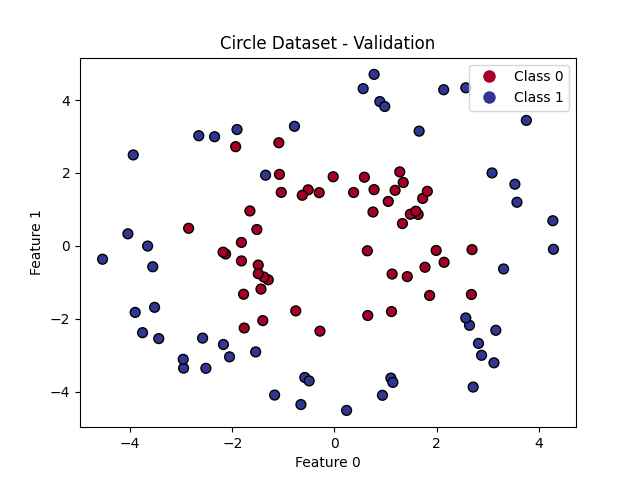 Circle Dataset - Validation
Class 0
Class 1
4
2
0
−2
−4
Feature 1
−4
−2
0
2
4
Feature 0